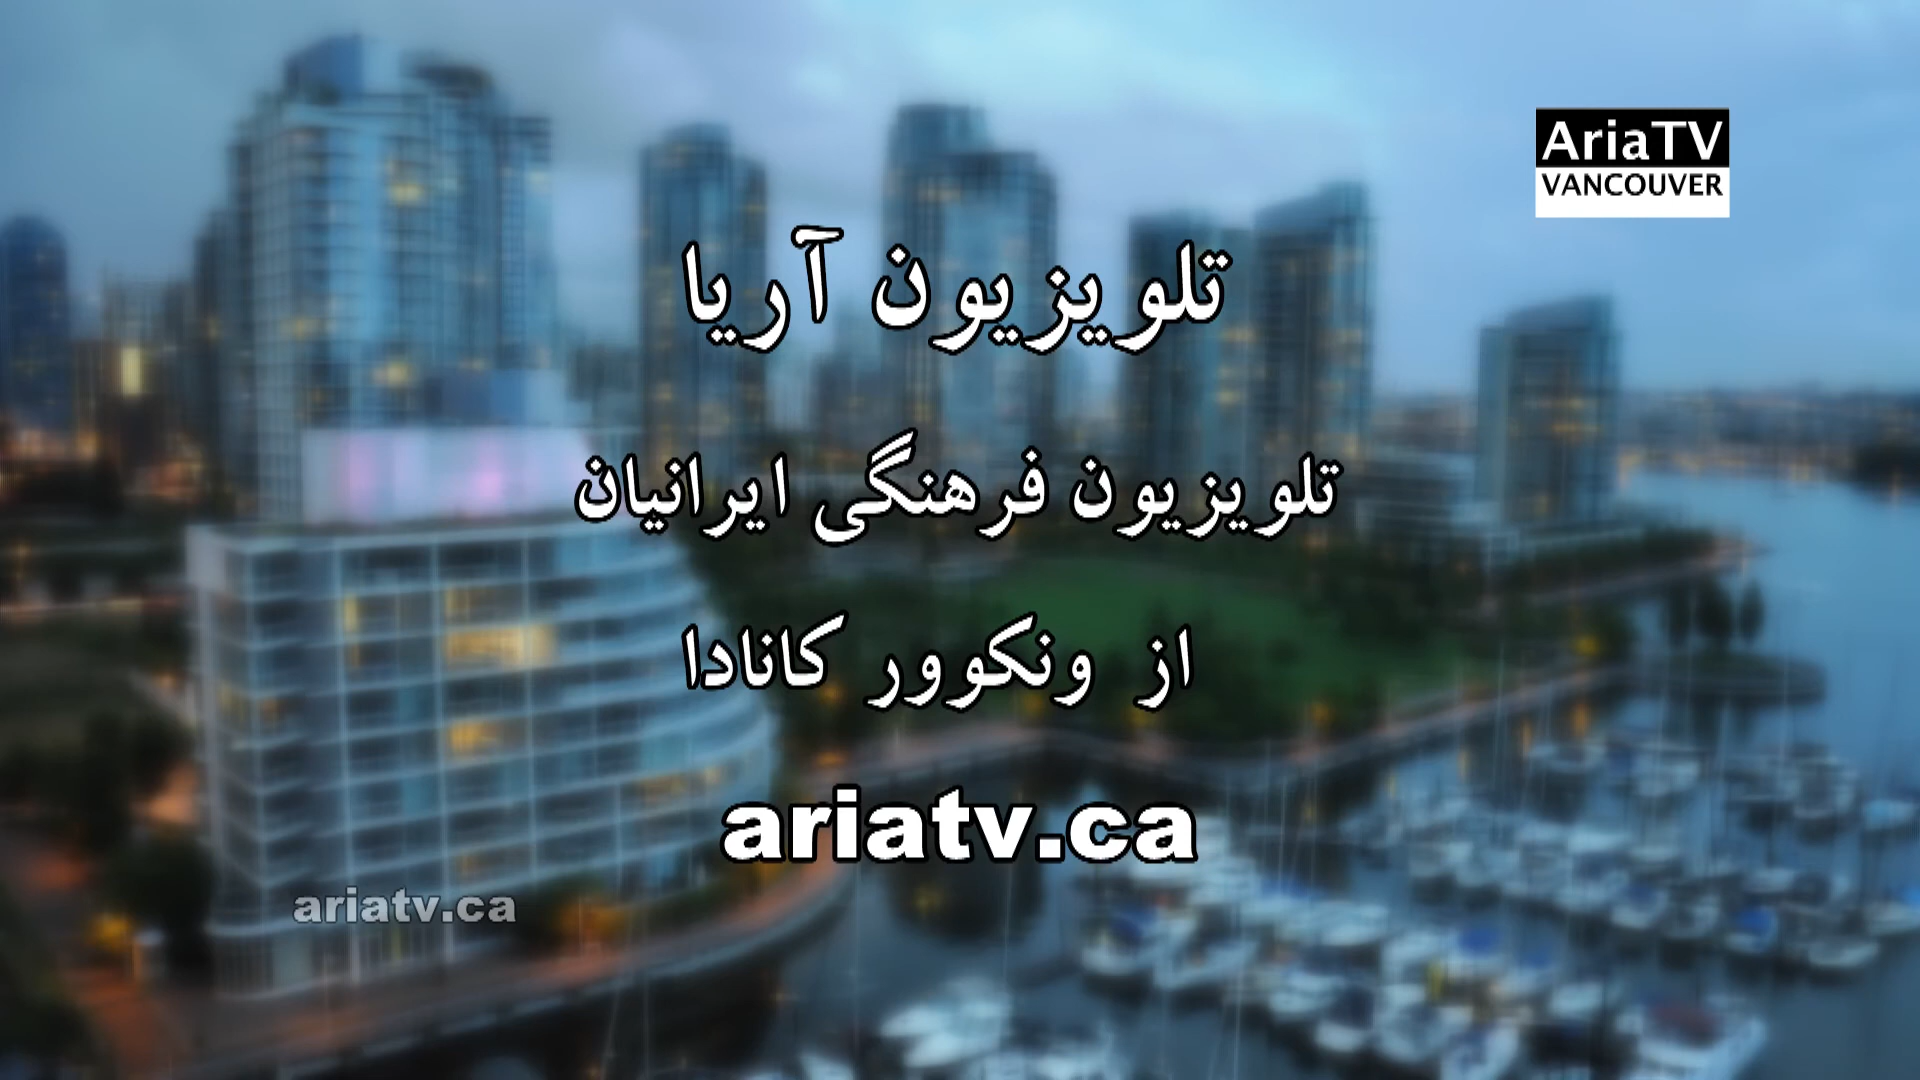 AriaTV
VANCOUVER
تلویزیون آریا
تلویزیون فرهنگی ایرانیان
از ونکوور کانادا
ariatv.ca
ariatv.ca